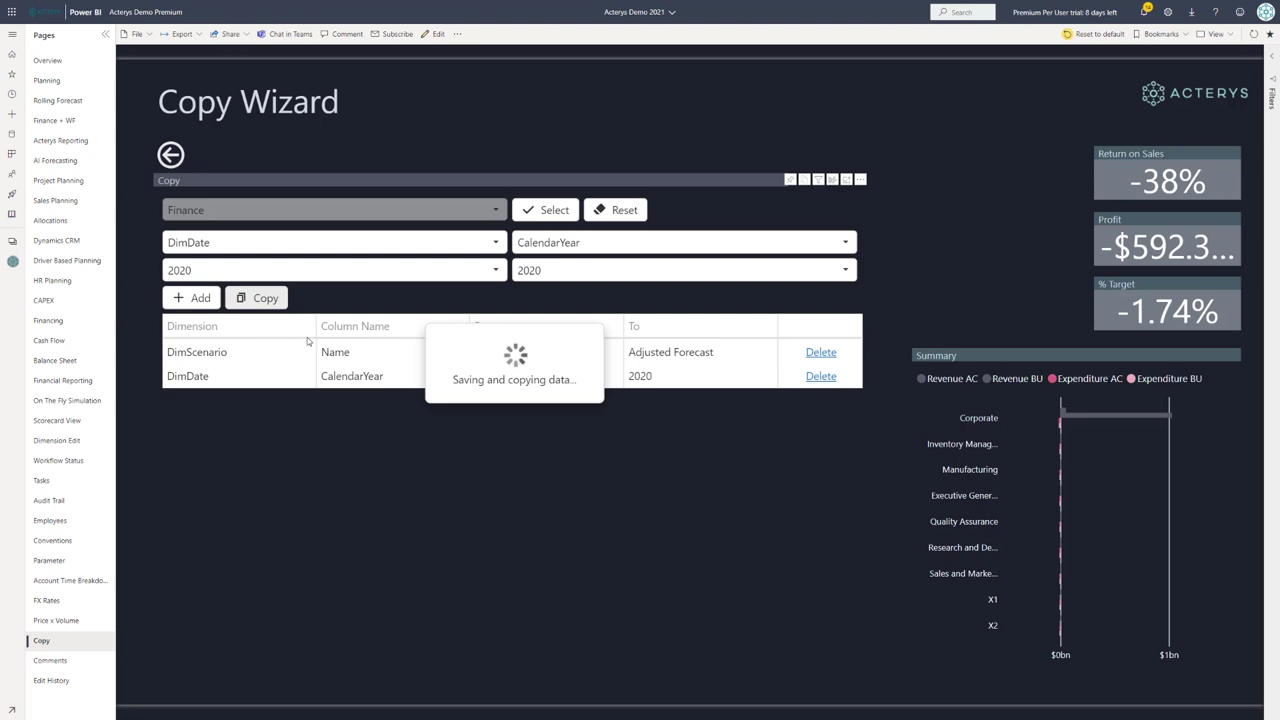 Power BI Acterys Demo Premium Acterys Demo 2021 Search Premium Per User trial: 8 days left
Pages
File Export Share Chat in Teams Comment Subscribe Edit Reset to default Bookmarks View
Overview
Planning
Rolling Forecast
Finance + WF
Acterys Reporting
AI Forecasting
Project Planning
Sales Planning
Allocations
Dynamics CRM
Driver Based Planning
HR Planning
CAPEX
Financing
Cash Flow
Balance Sheet
Financial Reporting
On The Fly Simulation
Scorecard View
Dimension Edit
Workflow Status
Tasks
Audit Trail
Employees
Conventions
Parameter
Account Time Breakdo...
FX Rates
Price x Volume
Copy
Comments
Edit History
Copy Wizard
ACTERYS
Copy
Finance Select Reset
DimDate CalendarYear
2020 2020
Add Copy
Dimension Column Name To
DimScenario Name Adjusted Forecast Delete
DimDate CalendarYear 2020 Delete
Saving and copying data...
Return on Sales
-38%
Profit
-$592.3...
% Target
-1.74%
Summary
Revenue AC Revenue BU Expenditure AC Expenditure BU
Corporate
Inventory Manag...
Manufacturing
Executive Gener...
Quality Assurance
Research and De...
Sales and Marke...
X1
X2
$0bn $1bn
Filters